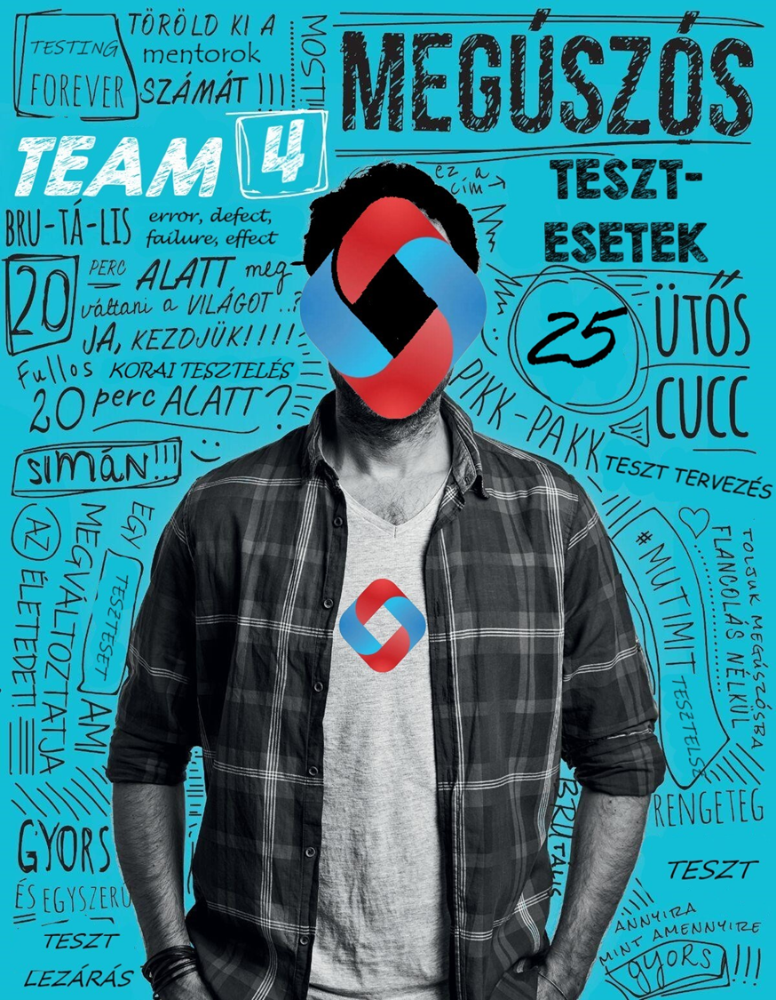 TESTING
FOREVER
TÖRÖLD KI A
mentorok
SZÁMÁT !!!
MOST!!
MEGÚSZÓS
TEAM 4
ez a
cím
TESZT-
ESETEK
BRU-TÁ-LIS
error, defect,
failure, effect
20
PERC ALATT meg-
váltani a VILÁGOT ..?
JA, KEZDJÜK!!!!
Fullos KORAI TESZTELÉS
20 perc ALATT?
simán!!! :)
25
ÜTŐS
CUCC
PIKK-PAKK
TESZT TERVEZÉS
EGY
TESZTESET
AMI
MEGVÁLTOZTATJA
AZ ÉLETEDET!
#MUTIMIT TESZTELSZ
FLANCOLÁS NÉLKÜL
TOLJUK MEGÚSZÓSBA
BRUTÁLIS
RENGETEG
TESZT
GYORS
ÉS EGYSZERŰ
TESZT
LEZÁRÁS
ANNYIRA
MINT AMENNYIRE
gyors!!!